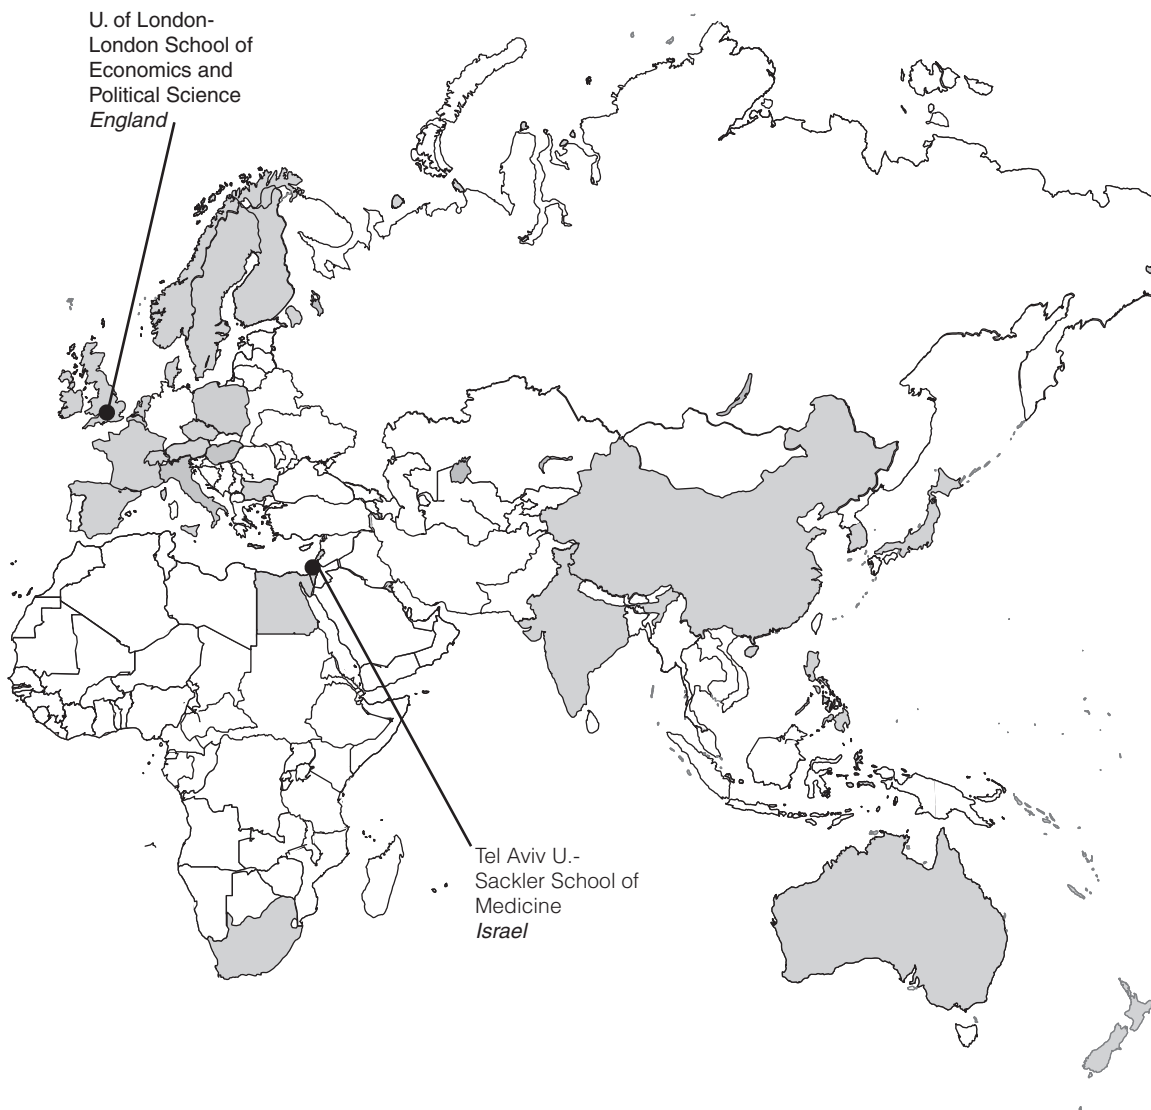 U. of London-
London School of
Economics and
Political Science
England
Tel Aviv U.-
Sackler School of
Medicine
Israel